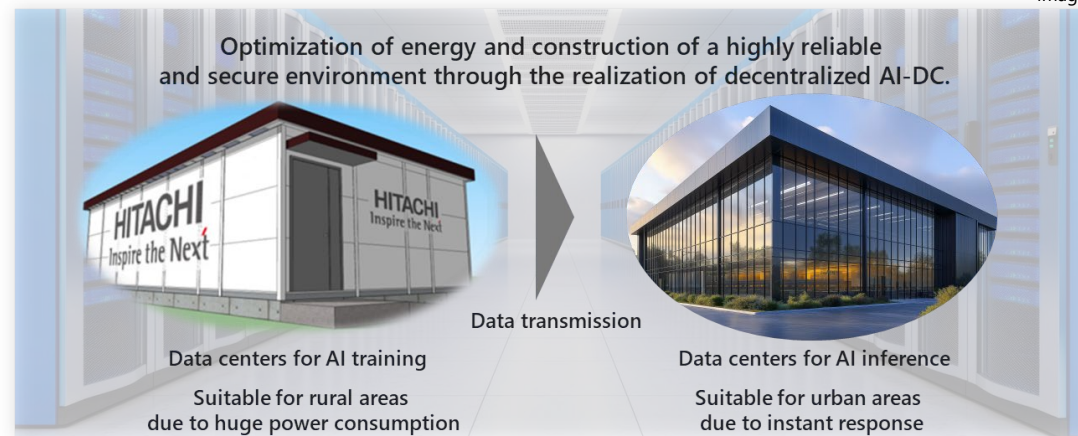 Imag
Optimization of energy and construction of a highly reliable
and secure environment through the realization of decentralized AI-DC.
HITACHI
Inspire the Next
HITACHI
Inspire the Next
Data transmission
Data centers for AI training
Data centers for AI inference
Suitable for rural areas
due to huge power consumption
Suitable for urban areas
due to instant response